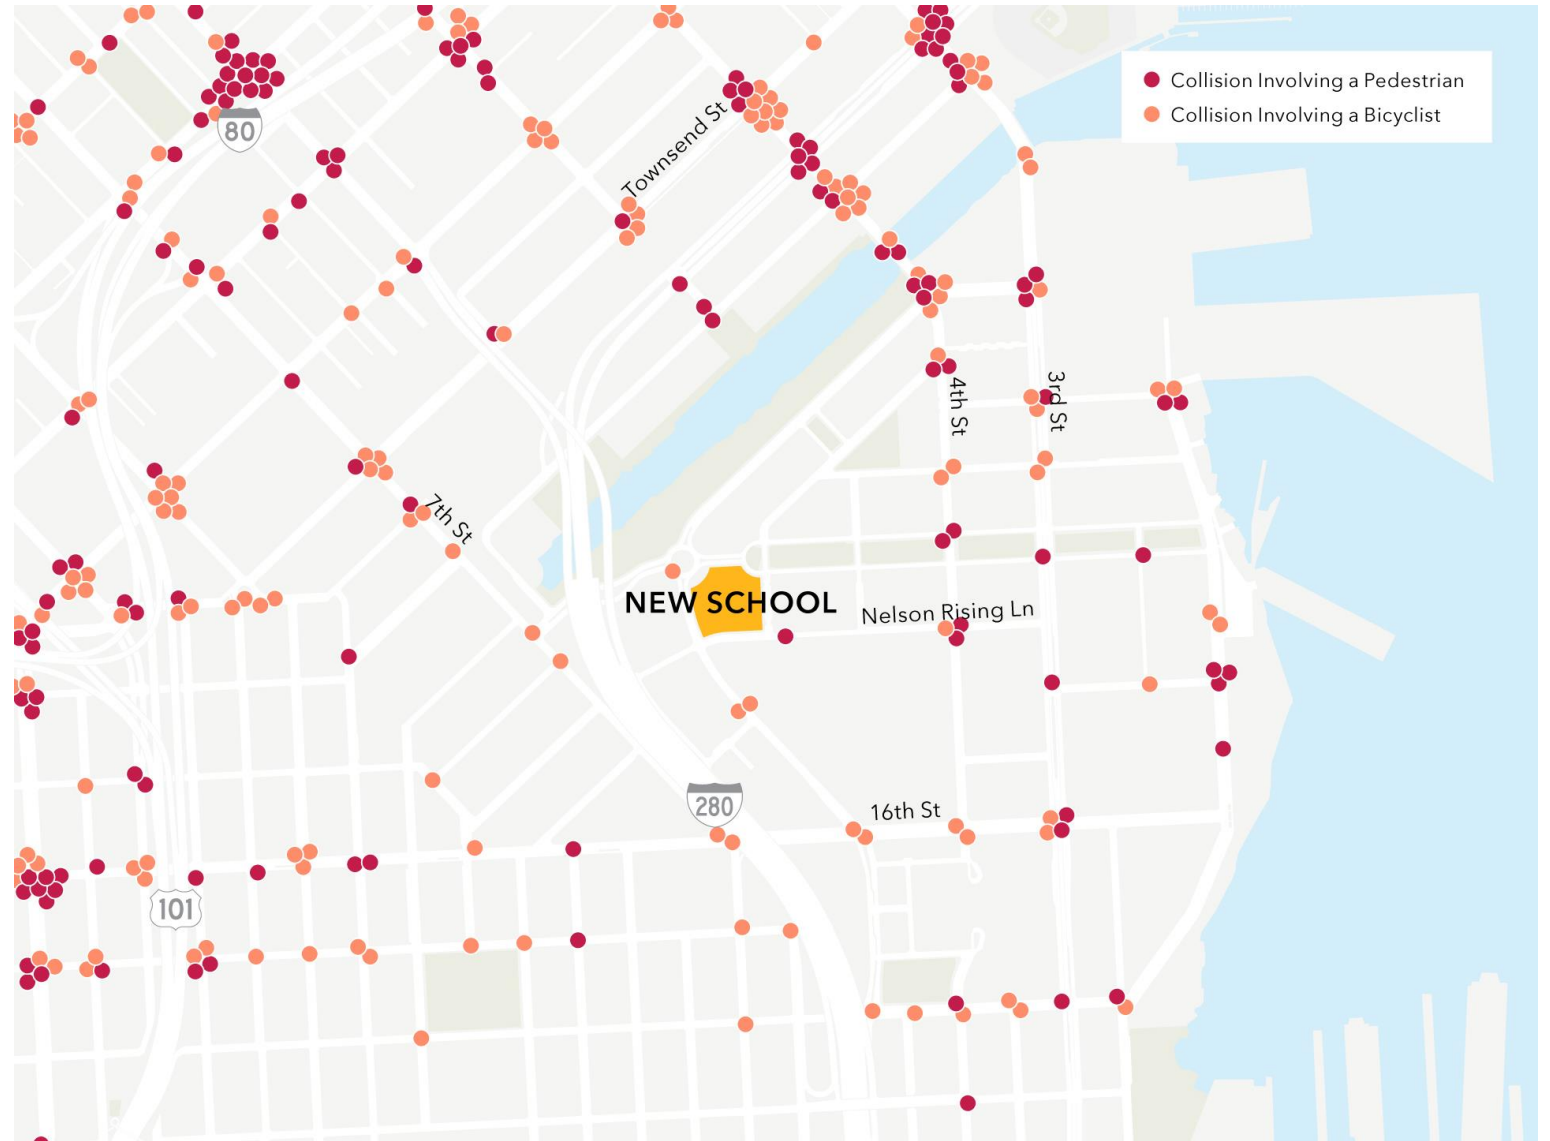 Collision Involving a Pedestrian
Collision Involving a Bicyclist
80
Townsend St
4th St
3rd St
7th St
NEW SCHOOL
Nelson Rising Ln
280
16th St
101